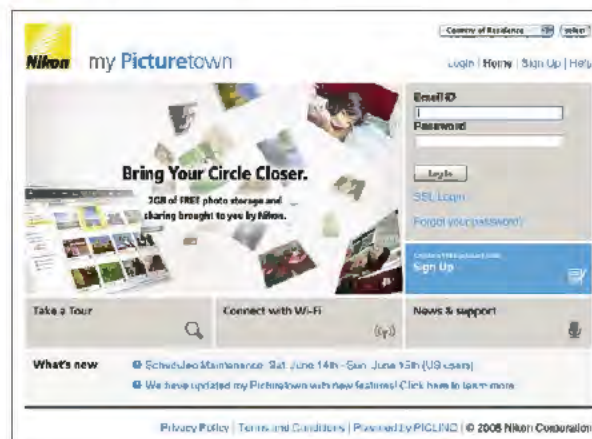 Country of Residence select
Nikon my Picturetown
Login | Home | Sign Up | Help
Email ID
Password
Bring Your Circle Closer.
2GB of FREE photo storage and
sharing brought to you by Nikon.
Log In
SSL Login
Forgot your password?
Sign Up
Take a Tour
Connect with Wi-Fi
News & support
What's new
Scheduled Maintenance: Sat. June 14th - Sun. June 15th (US users)
We have updated my Picturetown with new features! Click here to learn more
Privacy Policy | Terms and Conditions | Powered by PIGLINO | © 2008 Nikon Corporation